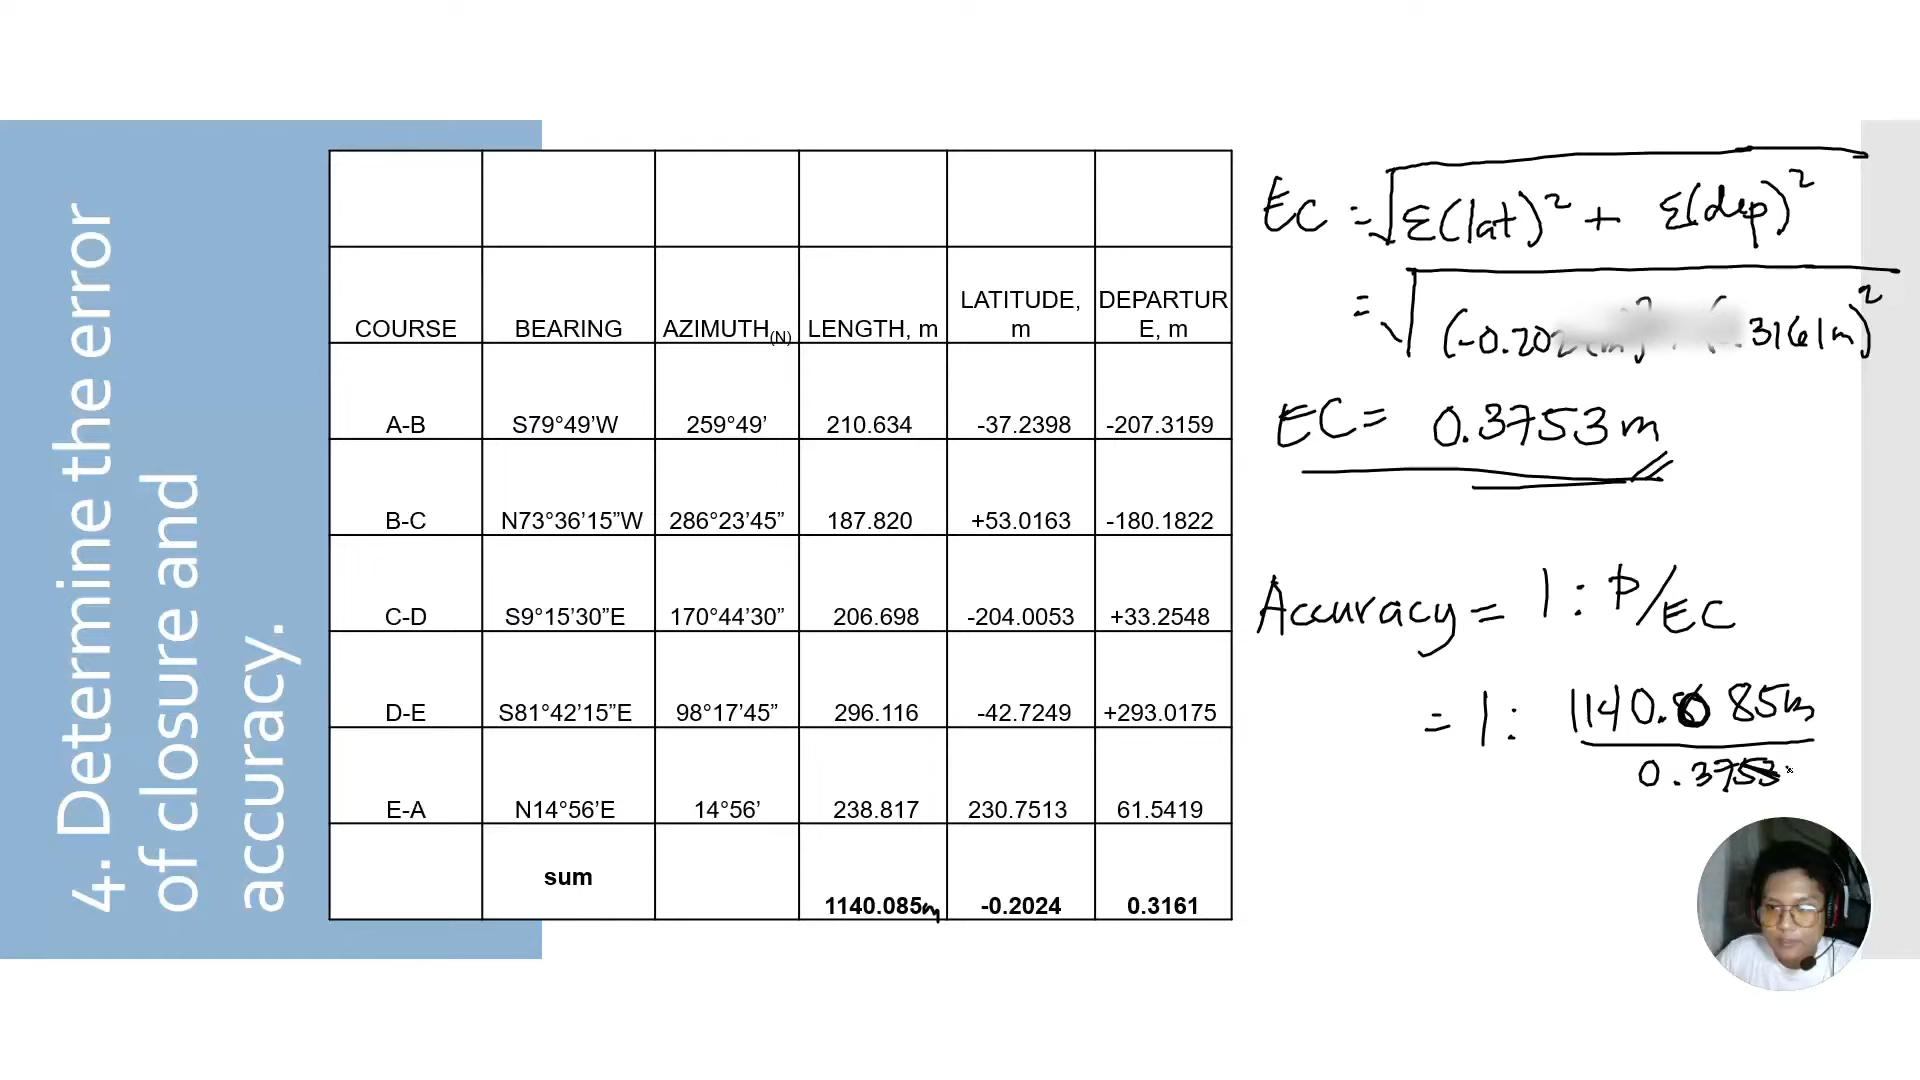 4. Determine the error
of closure and
accuracy.
COURSE BEARING AZIMUTH(N) LENGTH, m LATITUDE, m DEPARTURE, m
A-B S79°49’W 259°49’ 210.634 -37.2398 -207.3159
B-C N73°36’15”W 286°23’45” 187.820 +53.0163 -180.1822
C-D S9°15’30”E 170°44’30” 206.698 -204.0053 +33.2548
D-E S81°42’15”E 98°17’45” 296.116 -42.7249 +293.0175
E-A N14°56’E 14°56’ 238.817 230.7513 61.5419
sum 1140.085m -0.2024 0.3161
EC = √Σ(lat)² + Σ(dep)²
= √(-0.202 .3161m)²
EC = 0.3753m
Accuracy = 1 : P/EC
= 1 : 1140.085m
0.3753